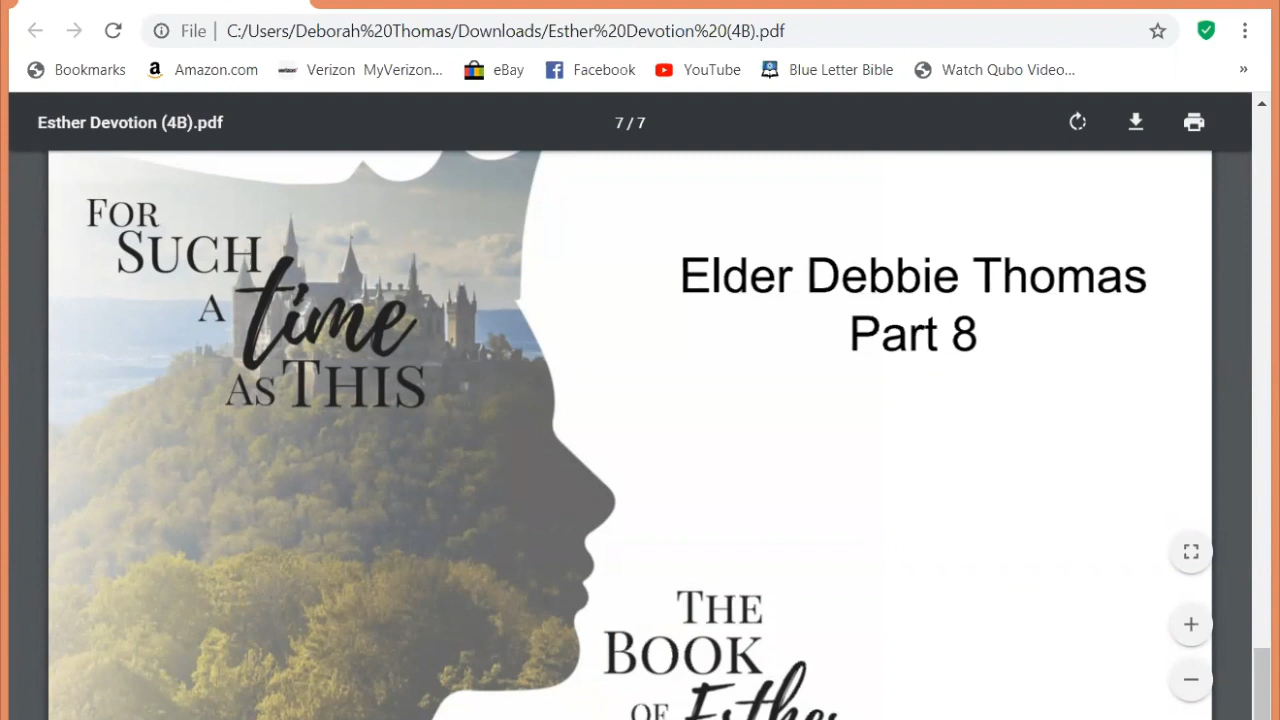 File | C:/Users/Deborah%20Thomas/Downloads/Esther%20Devotion%20(4B).pdf
Bookmarks Amazon.com Verizon MyVerizon... eBay Facebook YouTube Blue Letter Bible Watch Qubo Video... »
Esther Devotion (4B).pdf 7 / 7
FOR
SUCH
A time
AS THIS
Elder Debbie Thomas
Part 8
THE
BOOK
OF Esther